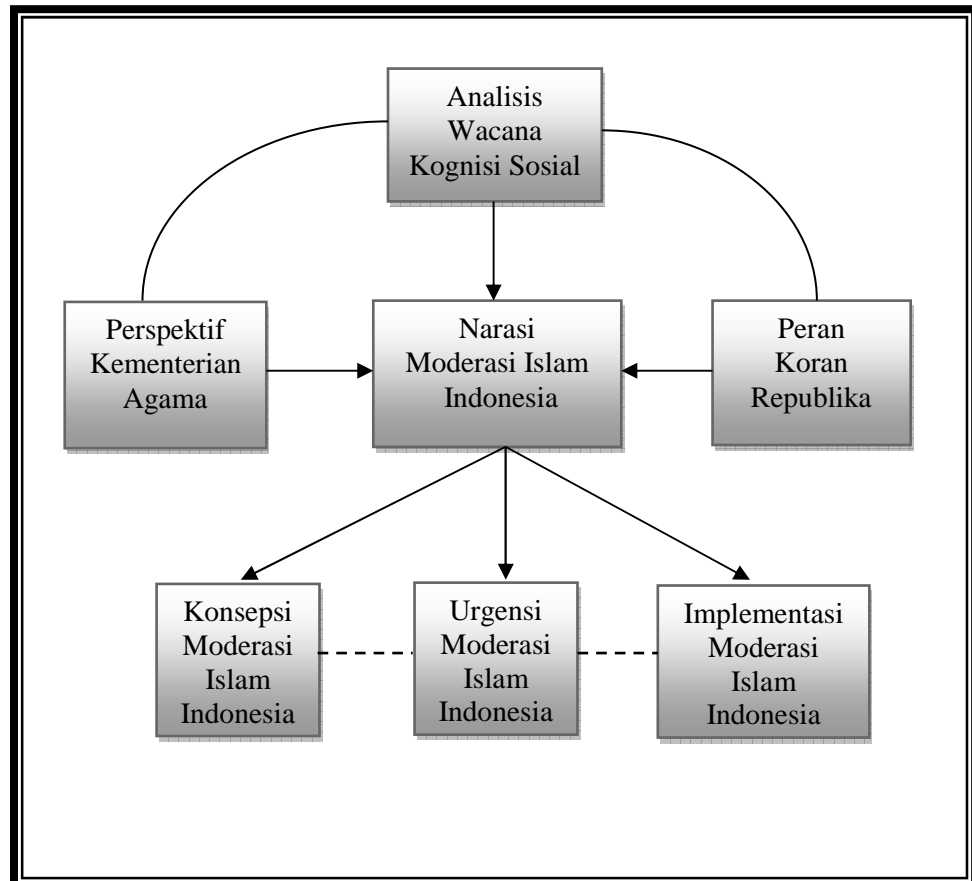 Analisis
Wacana
Kognisi Sosial
Perspektif
Kementerian
Agama
Narasi
Moderasi Islam
Indonesia
Peran
Koran
Republika
Konsepsi
Moderasi
Islam
Indonesia
Urgensi
Moderasi
Islam
Indonesia
Implementasi
Moderasi
Islam
Indonesia